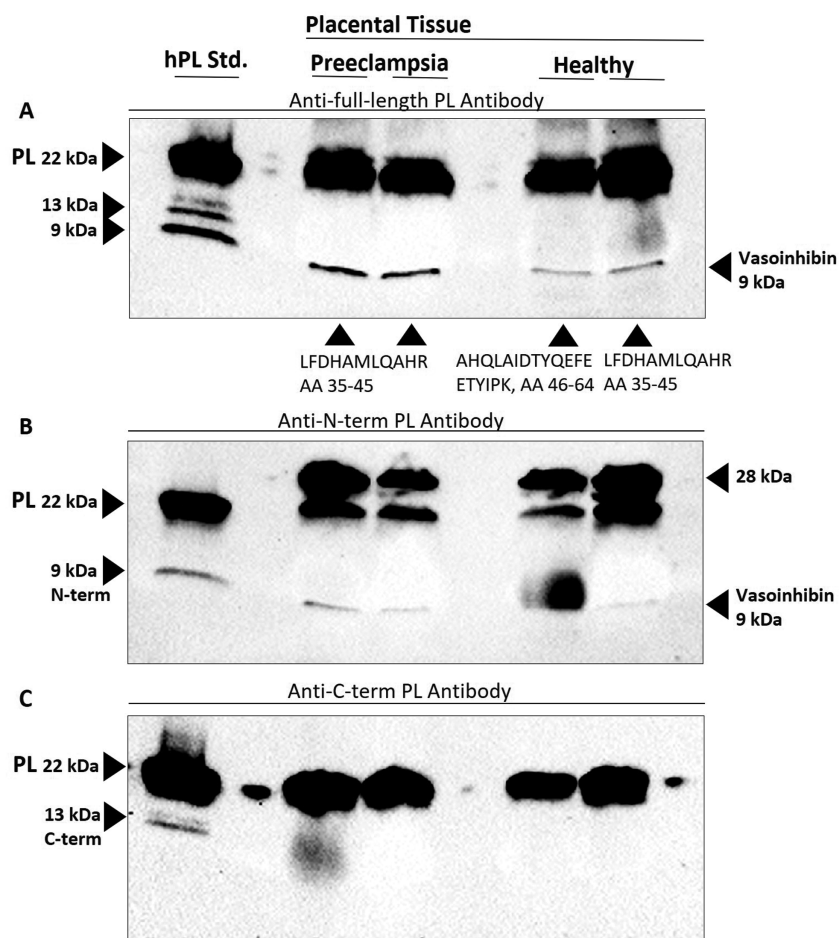 Placental Tissue
hPL Std. Preeclampsia Healthy
Anti-full-length PL Antibody
A
PL 22 kDa
13 kDa
9 kDa
Vasoinhibin
9 kDa
LFDHAMLQAHR
AA 35-45
AHQLAIDTYQEFE
ETYIPK, AA 46-64
LFDHAMLQAHR
AA 35-45
Anti-N-term PL Antibody
B
28 kDa
PL 22 kDa
9 kDa
N-term
Vasoinhibin
9 kDa
Anti-C-term PL Antibody
C
PL 22 kDa
13 kDa
C-term